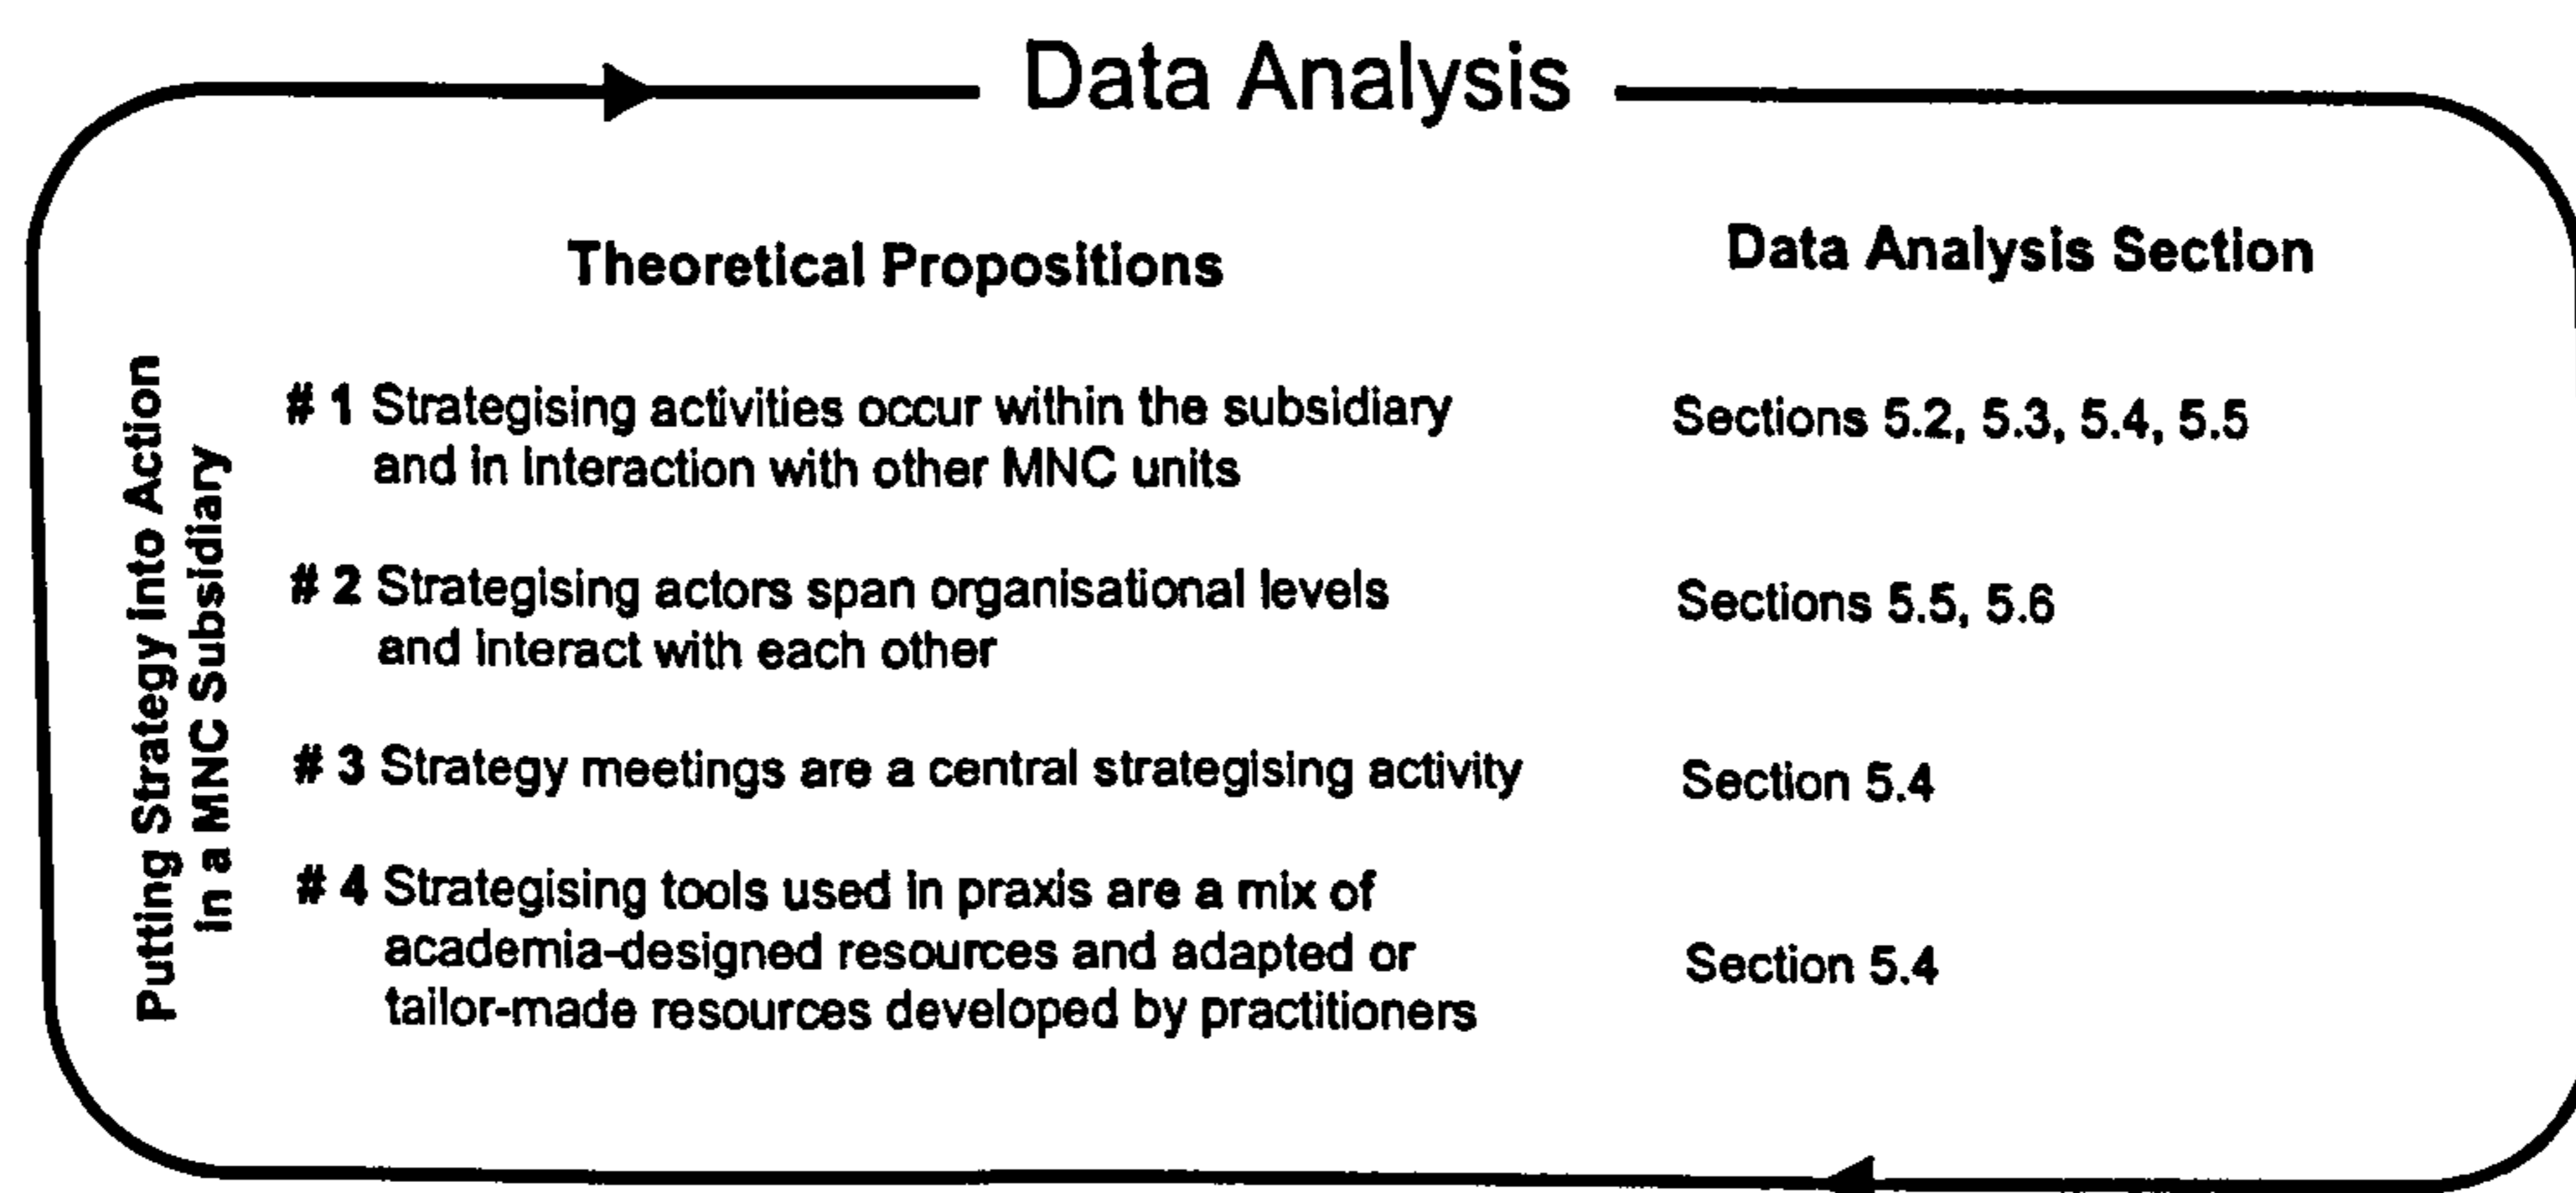 Data Analysis
Theoretical Propositions
Data Analysis Section
Putting Strategy into Action
in a MNC Subsidiary
# 1 Strategising activities occur within the subsidiary
and in interaction with other MNC units
Sections 5.2, 5.3, 5.4, 5.5
# 2 Strategising actors span organisational levels
and interact with each other
Sections 5.5, 5.6
# 3 Strategy meetings are a central strategising activity
Section 5.4
# 4 Strategising tools used in praxis are a mix of
academia-designed resources and adapted or
tailor-made resources developed by practitioners
Section 5.4